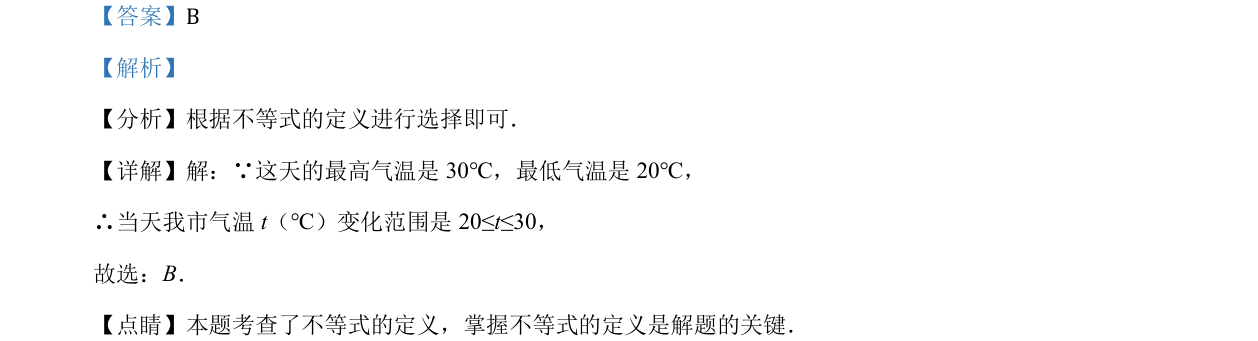 【答案】B
【解析】
【分析】根据不等式的定义进行选择即可．
【详解】解：∵这天的最高气温是 30℃，最低气温是 20℃，
∴当天我市气温 t（℃）变化范围是 20≤t≤30，
故选：B．
【点睛】本题考查了不等式的定义，掌握不等式的定义是解题的关键．